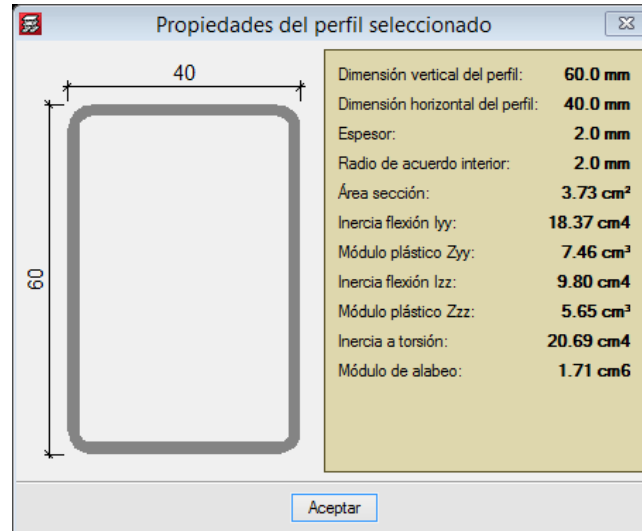 Propiedades del perfil seleccionado
40
60
Dimensión vertical del perfil: 60.0 mm
Dimensión horizontal del perfil: 40.0 mm
Espesor: 2.0 mm
Radio de acuerdo interior: 2.0 mm
Área sección: 3.73 cm²
Inercia flexión Iyy: 18.37 cm4
Módulo plástico Zyy: 7.46 cm³
Inercia flexión Izz: 9.80 cm4
Módulo plástico Zzz: 5.65 cm³
Inercia a torsión: 20.69 cm4
Módulo de alabeo: 1.71 cm6
Aceptar